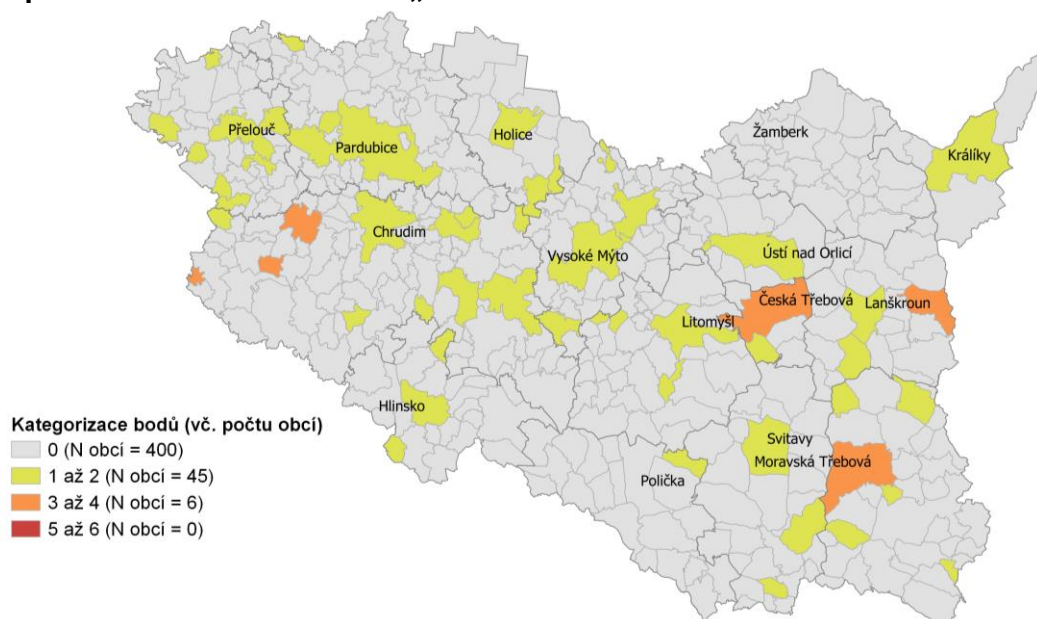 Přelouč
Pardubice
Holice
Žamberk
Králíky
Chrudim
Vysoké Mýto
Ústí nad Orlicí
Česká Třebová
Lanškroun
Litomyšl
Hlinsko
Svitavy
Moravská Třebová
Polička
Kategorizace bodů (vč. počtu obcí)
0 (N obcí = 400)
1 až 2 (N obcí = 45)
3 až 4 (N obcí = 6)
5 až 6 (N obcí = 0)